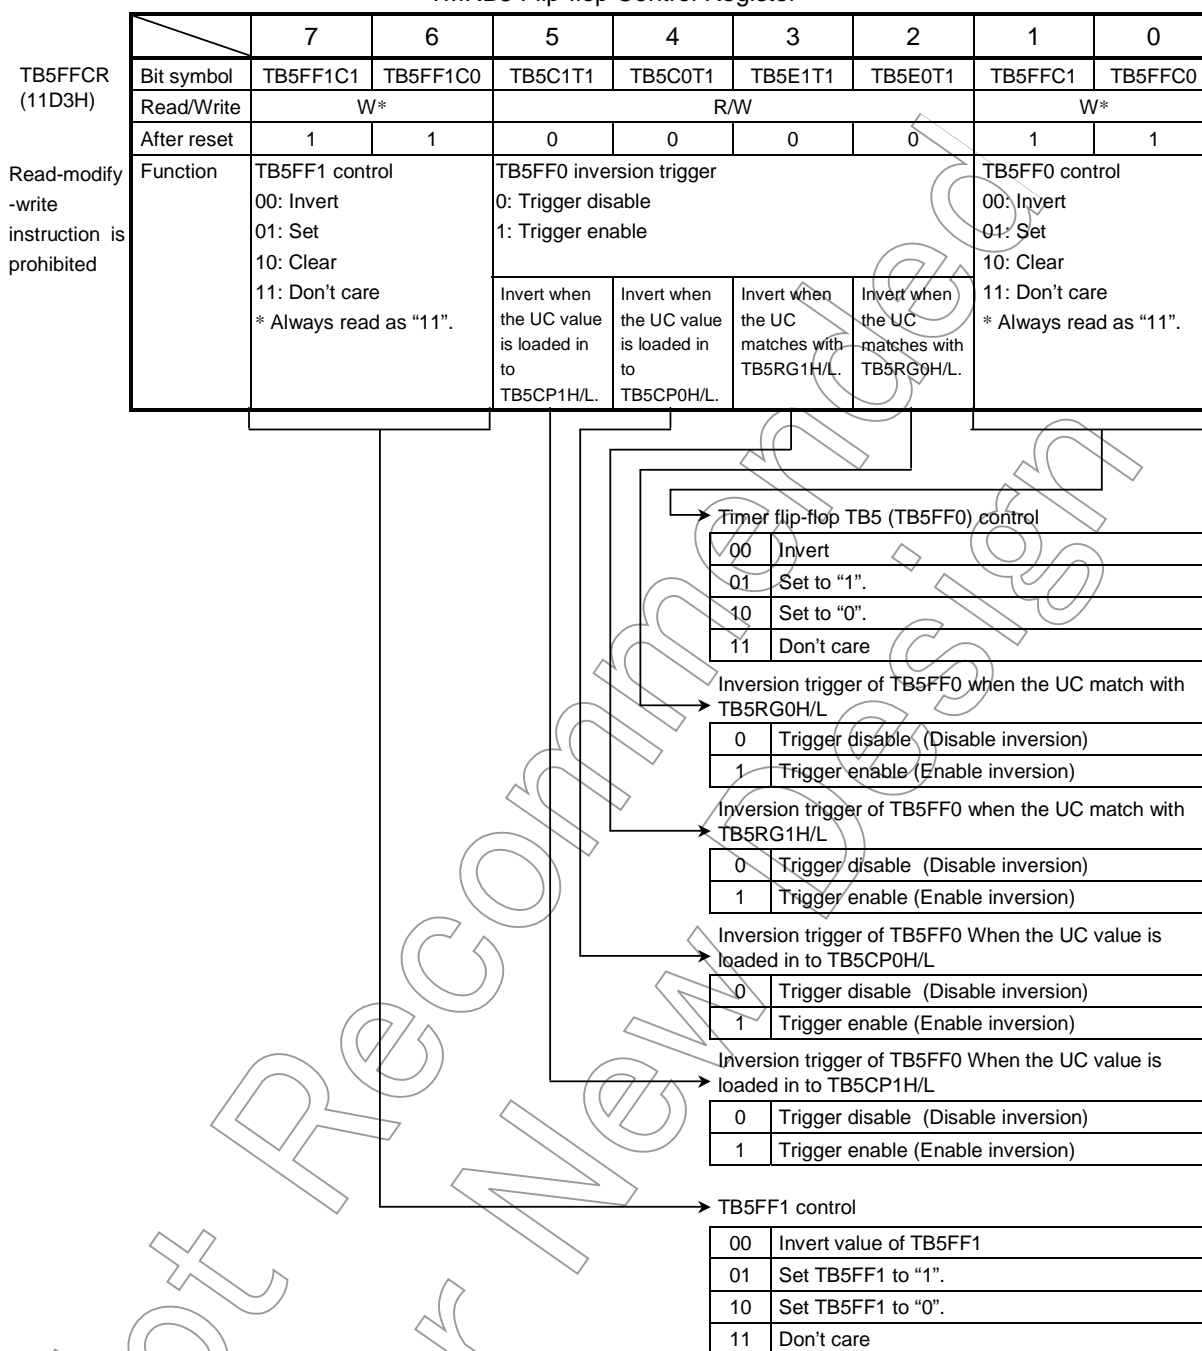 TMRB5 Flip-flop Control Register
7 6 5 4 3 2 1 0
TB5FFCR
(11D3H)
Bit symbol TB5FF1C1 TB5FF1C0 TB5C1T1 TB5C0T1 TB5E1T1 TB5E0T1 TB5FFC1 TB5FFC0
Read/Write W* R/W W*
After reset 1 1 0 0 0 0 1 1
Read-modify
-write
instruction is
prohibited
Function
TB5FF1 control
00: Invert
01: Set
10: Clear
11: Don't care
* Always read as “11”.
TB5FF0 inversion trigger
0: Trigger disable
1: Trigger enable
Invert when
the UC value
is loaded in
to
TB5CP1H/L.
Invert when
the UC value
is loaded in
to
TB5CP0H/L.
Invert when
the UC
matches with
TB5RG1H/L.
Invert when
the UC
matches with
TB5RG0H/L.
TB5FF0 control
00: Invert
01: Set
10: Clear
11: Don't care
* Always read as “11”.
Timer flip-flop TB5 (TB5FF0) control
00 Invert
01 Set to “1”.
10 Set to “0”.
11 Don't care
Inversion trigger of TB5FF0 when the UC match with
TB5RG0H/L
0 Trigger disable (Disable inversion)
1 Trigger enable (Enable inversion)
Inversion trigger of TB5FF0 when the UC match with
TB5RG1H/L
0 Trigger disable (Disable inversion)
1 Trigger enable (Enable inversion)
Inversion trigger of TB5FF0 When the UC value is
loaded in to TB5CP0H/L
0 Trigger disable (Disable inversion)
1 Trigger enable (Enable inversion)
Inversion trigger of TB5FF0 When the UC value is
loaded in to TB5CP1H/L
0 Trigger disable (Disable inversion)
1 Trigger enable (Enable inversion)
TB5FF1 control
00 Invert value of TB5FF1
01 Set TB5FF1 to “1”.
10 Set TB5FF1 to “0”.
11 Don't care
Not Recommended
for New Design